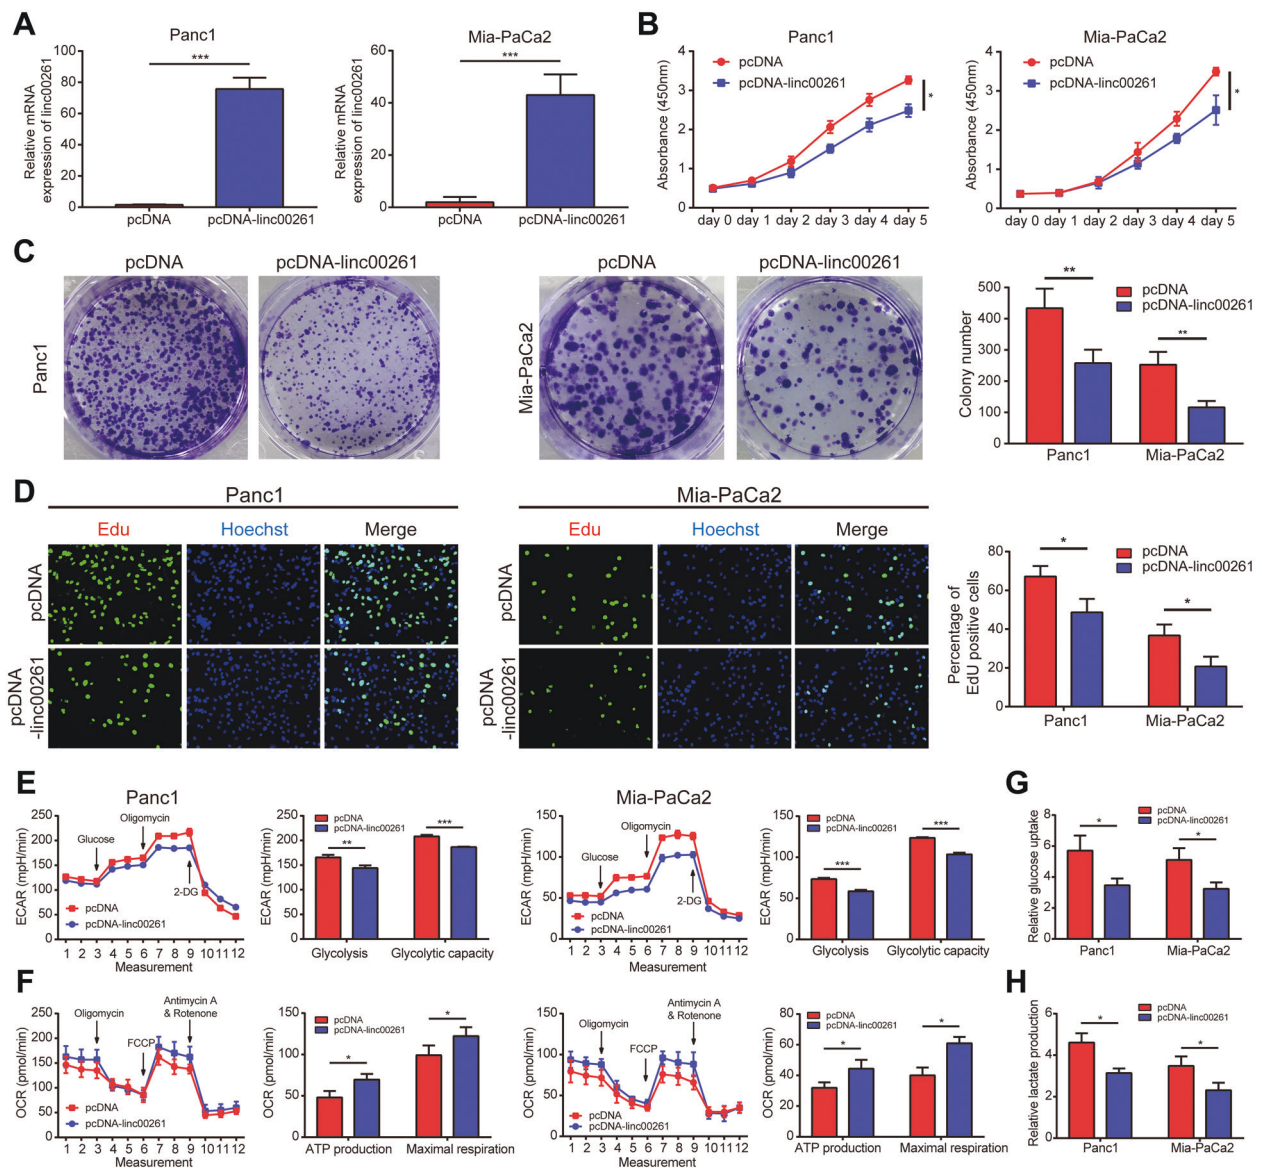 A
Panc1
Relative mRNA
expression of linc00261
100
80
60
40
20
0
***
pcDNA
pcDNA-linc00261
Mia-PaCa2
Relative mRNA
expression of linc00261
60
40
20
0
***
pcDNA
pcDNA-linc00261
B
Panc1
Absorbance (450nm)
4
3
2
1
0
pcDNA
pcDNA-linc00261
*
day 0 day 1 day 2 day 3 day 4 day 5
Mia-PaCa2
Absorbance (450nm)
4
3
2
1
0
pcDNA
pcDNA-linc00261
*
day 0 day 1 day 2 day 3 day 4 day 5
C
pcDNA
pcDNA-linc00261
Panc1
pcDNA
pcDNA-linc00261
Mia-PaCa2
Colony number
500
400
300
200
100
0
**
**
pcDNA
pcDNA-linc00261
Panc1
Mia-PaCa2
D
Panc1
Edu
Hoechst
Merge
pcDNA
pcDNA
-linc00261
Mia-PaCa2
Edu
Hoechst
Merge
pcDNA
pcDNA
-linc00261
Percentage of
EdU positive cells
80
60
40
20
0
*
*
pcDNA
pcDNA-linc00261
Panc1
Mia-PaCa2
E
Panc1
ECAR (mpH/min)
250
200
150
100
50
0
Glucose
Oligomycin
2-DG
pcDNA
pcDNA-linc00261
1 2 3 4 5 6 7 8 9 10 11 12
Measurement
ECAR (mpH/min)
250
200
150
100
50
0
pcDNA
pcDNA-linc00261
**
***
Glycolysis
Glycolytic capacity
Mia-PaCa2
ECAR (mpH/min)
150
100
50
0
Glucose
Oligomycin
2-DG
pcDNA
pcDNA-linc00261
1 2 3 4 5 6 7 8 9 10 11 12
Measurement
ECAR (mpH/min)
150
100
50
0
pcDNA
pcDNA-linc00261
***
***
Glycolysis
Glycolytic capacity
G
Relative glucose uptake
8
6
4
2
0
pcDNA
pcDNA-linc00261
*
*
Panc1
Mia-PaCa2
F
OCR (pmol/min)
250
200
150
100
50
0
Oligomycin
FCCP
Antimycin A
& Rotenone
pcDNA
pcDNA-linc00261
1 2 3 4 5 6 7 8 9 10 11 12
Measurement
OCR (pmol/min)
150
100
50
0
pcDNA
pcDNA-linc00261
*
*
ATP production
Maximal respiration
OCR (pmol/min)
150
100
50
0
Oligomycin
FCCP
Antimycin A
& Rotenone
pcDNA
pcDNA-linc00261
1 2 3 4 5 6 7 8 9 10 11 12
Measurement
OCR (pmol/min)
80
60
40
20
0
pcDNA
pcDNA-linc00261
*
*
ATP production
Maximal respiration
H
Relative lactate production
6
4
2
0
pcDNA
pcDNA-linc00261
*
*
Panc1
Mia-PaCa2